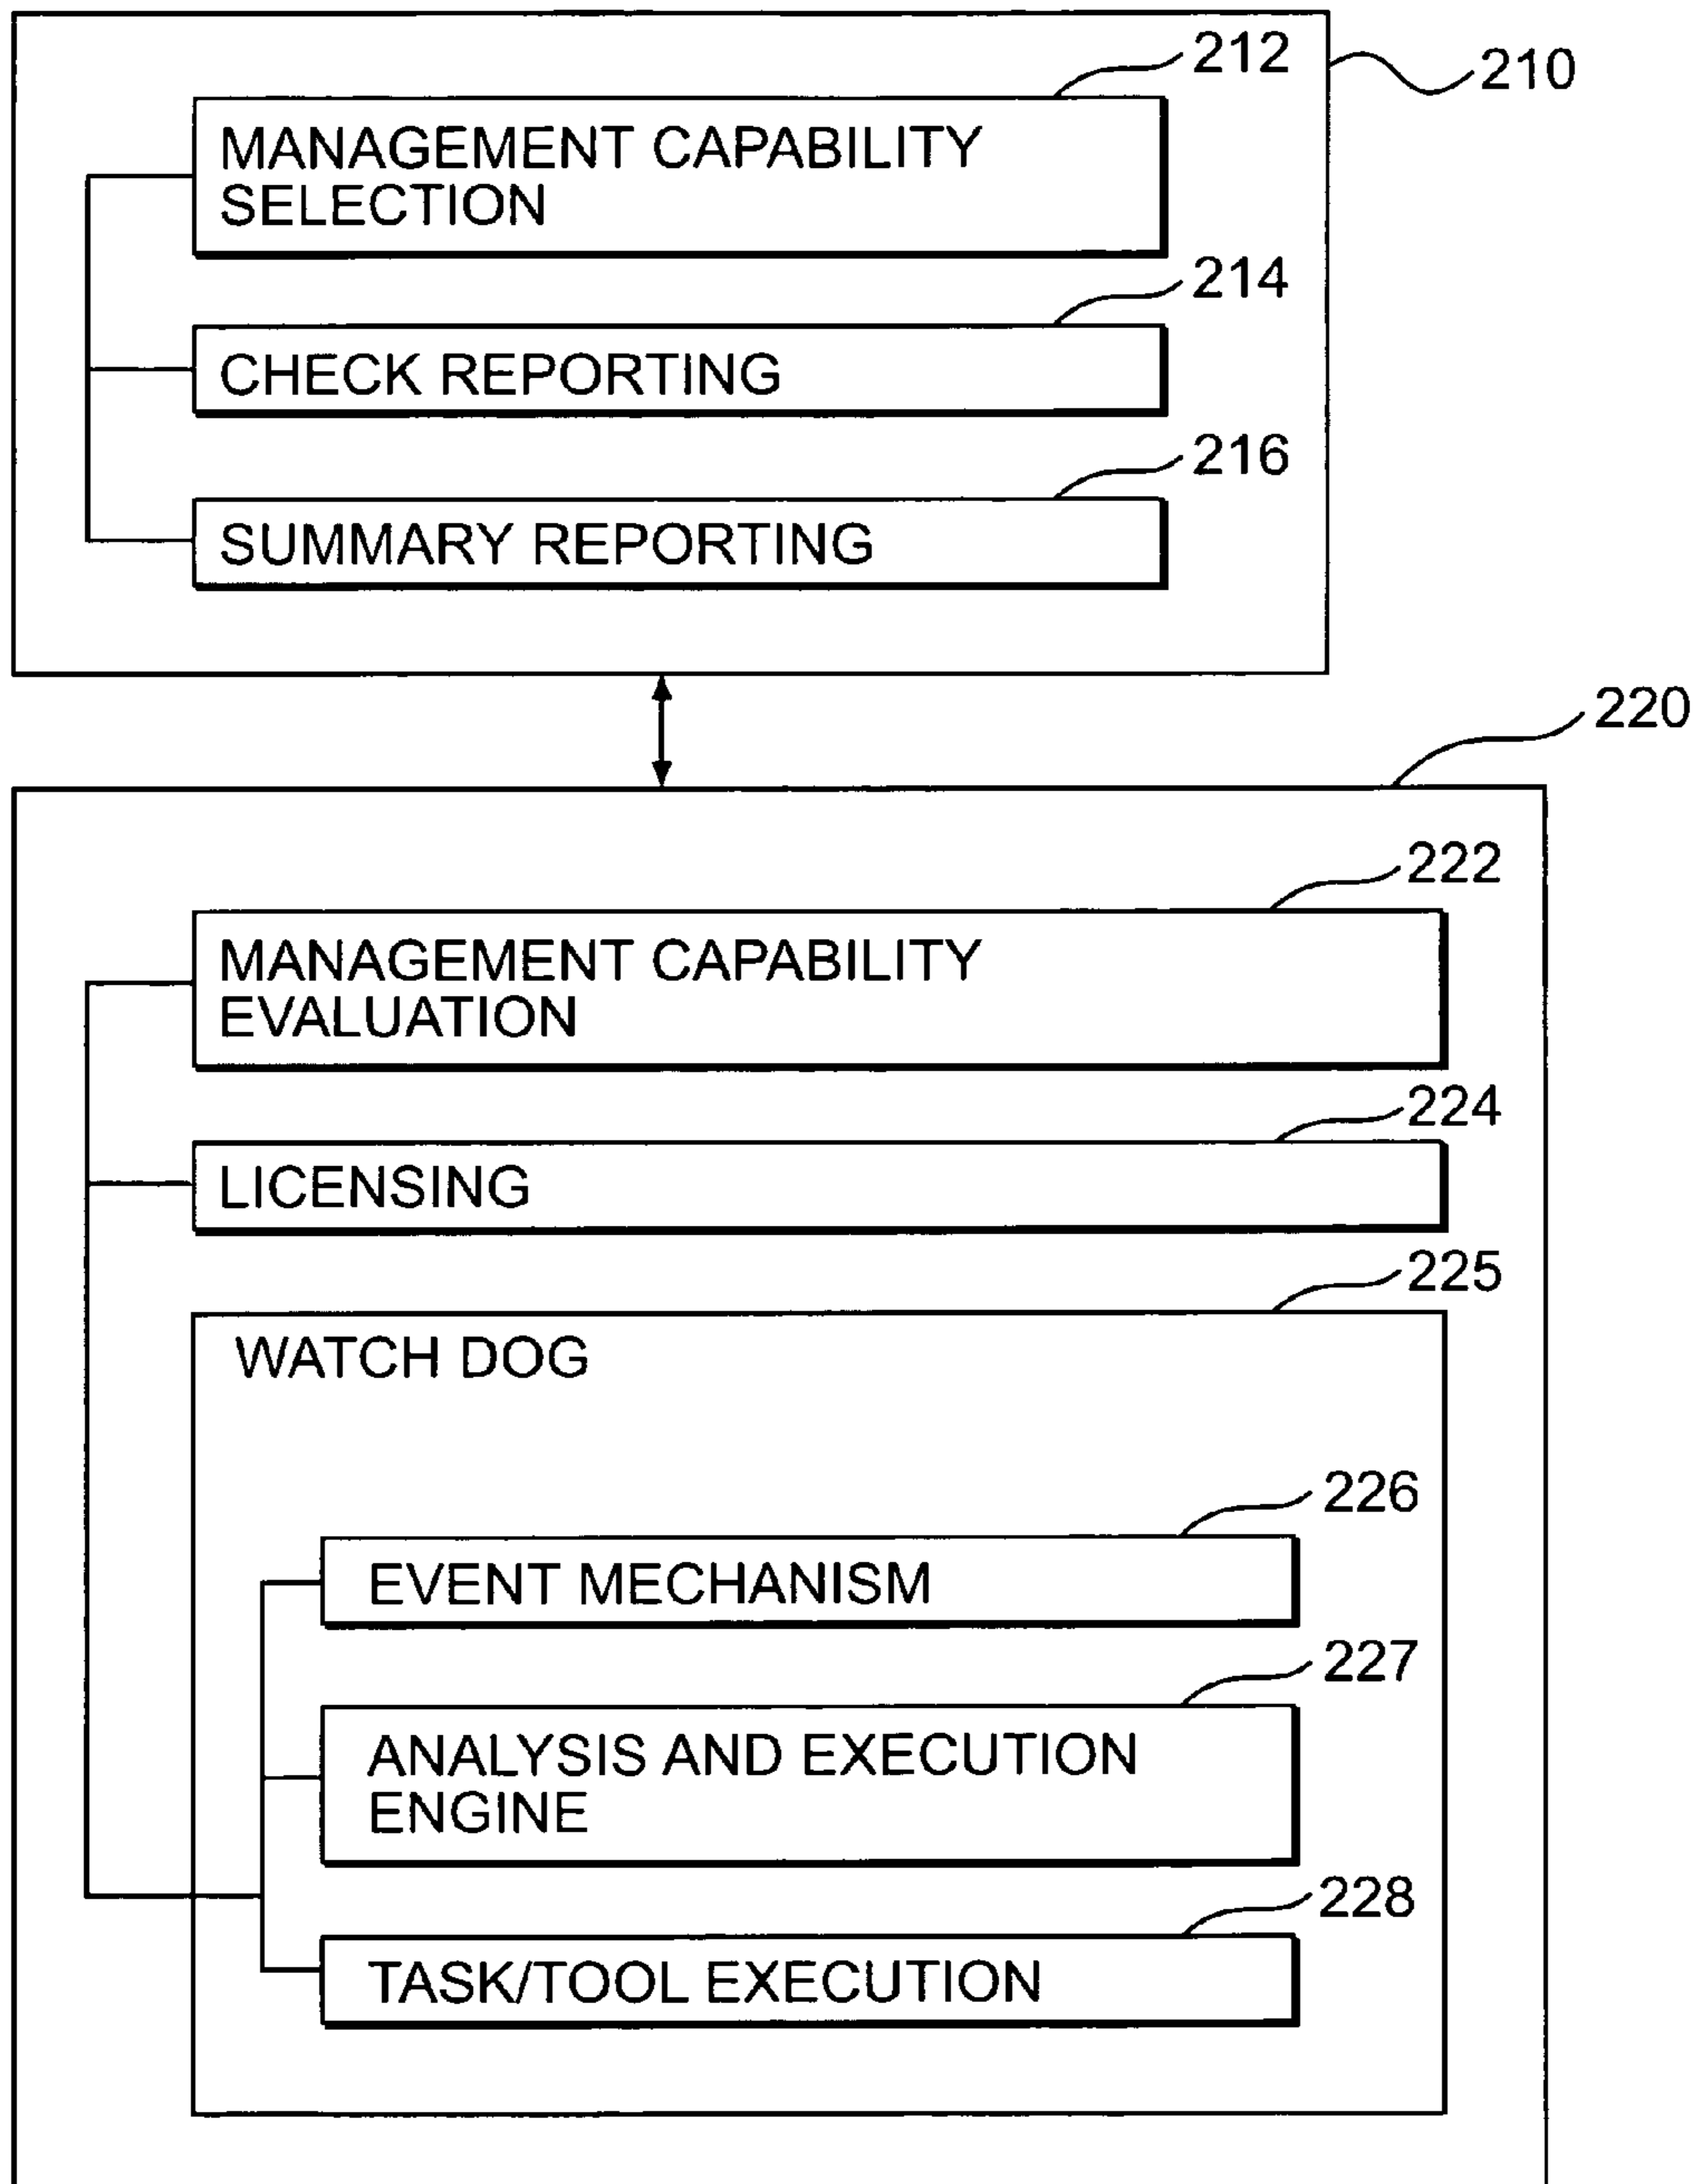 212
210
MANAGEMENT CAPABILITY
SELECTION
214
CHECK REPORTING
216
SUMMARY REPORTING
220
222
MANAGEMENT CAPABILITY
EVALUATION
224
LICENSING
225
WATCH DOG
226
EVENT MECHANISM
227
ANALYSIS AND EXECUTION
ENGINE
228
TASK/TOOL EXECUTION